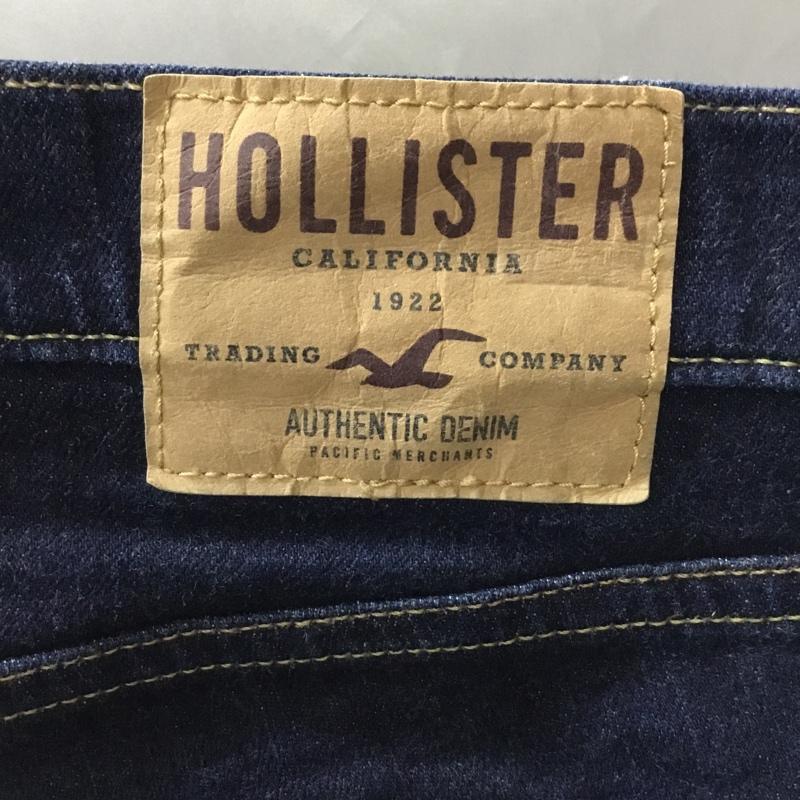 HOLLISTER
CALIFORNIA
1922
TRADING COMPANY
AUTHENTIC DENIM
PACIFIC MERCHANTS